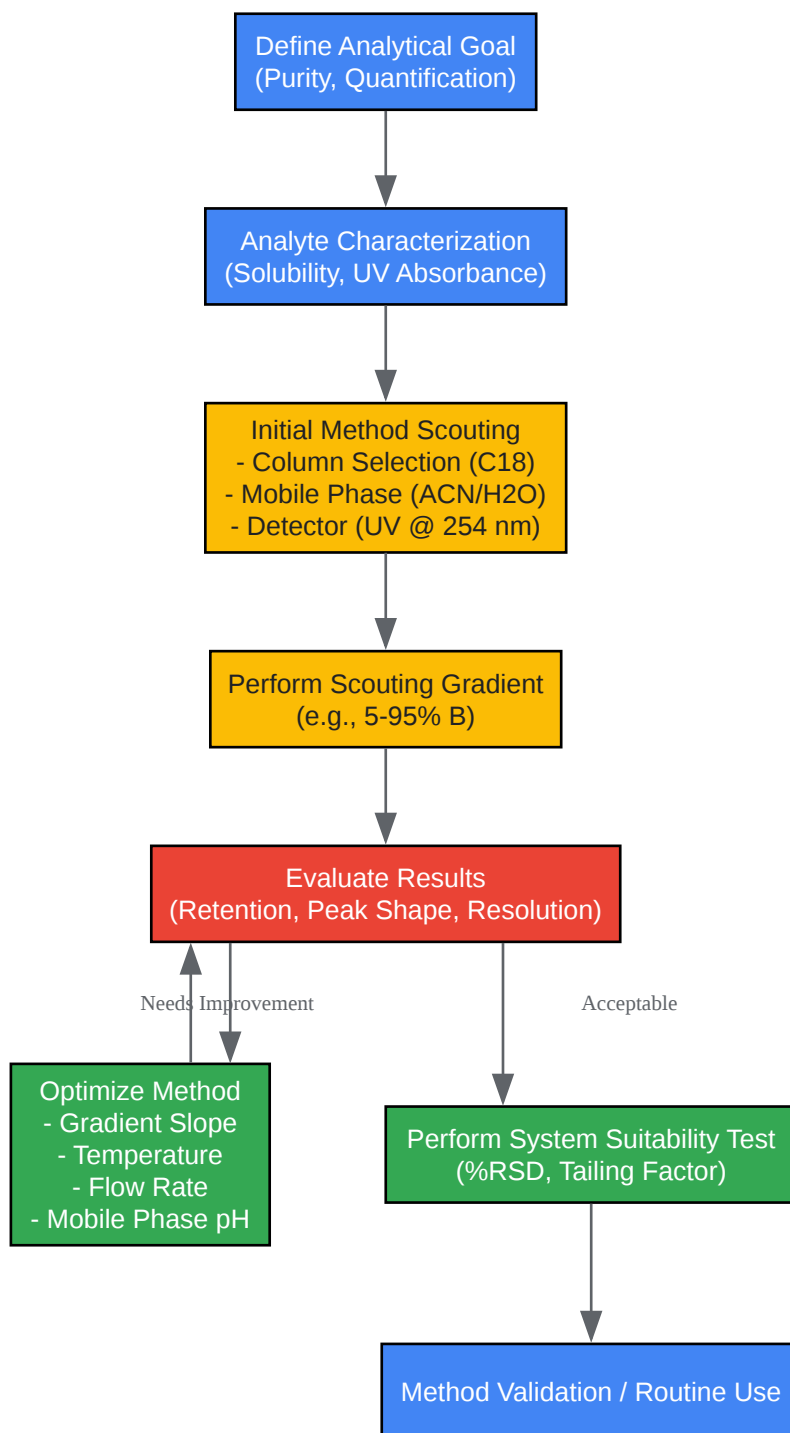 Define Analytical Goal
(Purity, Quantification)
Analyte Characterization
(Solubility, UV Absorbance)
Initial Method Scouting
- Column Selection (C18)
- Mobile Phase (ACN/H2O)
- Detector (UV @ 254 nm)
Perform Scouting Gradient
(e.g., 5-95% B)
Evaluate Results
(Retention, Peak Shape, Resolution)
Needs Improvement
Acceptable
Optimize Method
- Gradient Slope
- Temperature
- Flow Rate
- Mobile Phase pH
Perform System Suitability Test
(%RSD, Tailing Factor)
Method Validation / Routine Use